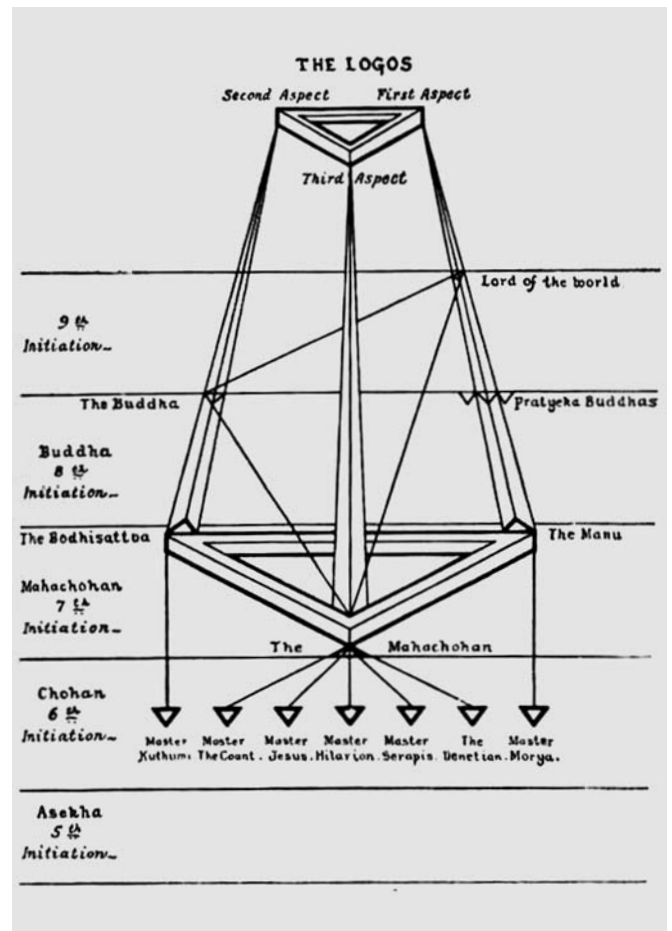 THE LOGOS
Second Aspect First Aspect
Third Aspect
Lord of the World
9th
Initiation
The Buddha
Pratyeka Buddhas
Buddha
8th
Initiation
The Bodhisattva
The Manu
Mahachohan
7th
Initiation
The Mahachohan
Chohan
6th
Initiation
Master Master Master Master Master The Master
Kuthumi The Count. Jesus. Hilarion. Serapis. Venetian. Morya.
Asekha
5th
Initiation